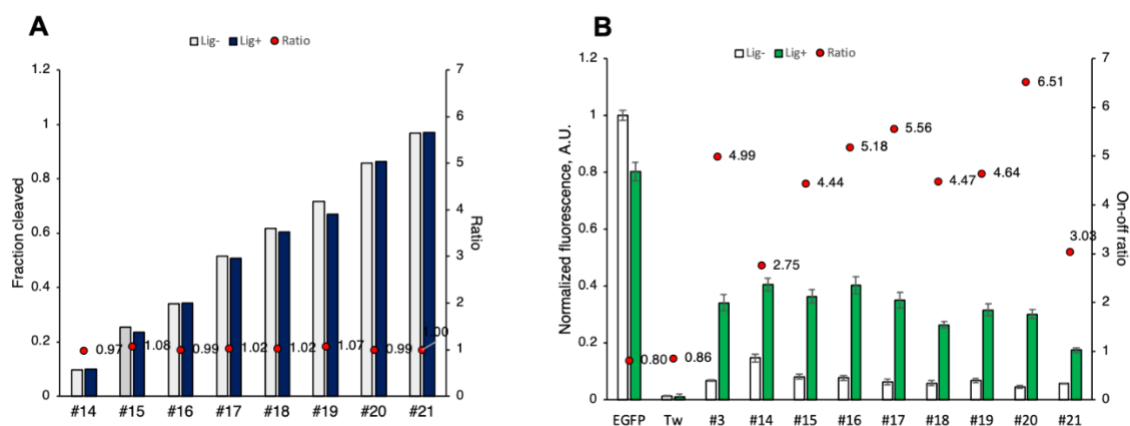 A
Lig- Lig+ Ratio
1.2 7
6
1
5
0.8
4
0.6
3
0.4
2
0.2
1
0 0
Fraction cleaved
Ratio
0.97 1.08 0.99 1.02 1.02 1.07 0.99 1.00
#14 #15 #16 #17 #18 #19 #20 #21
B
Lig- Lig+ Ratio
1.2 7
6
1
5
0.8
4
0.6
3
0.4
2
0.2
1
0 0
Normalized fluorescence, A.U.
On-off ratio
0.80 0.86 4.99 2.75 4.44 5.18 5.56 4.47 4.64 6.51 3.03
EGFP Tw #3 #14 #15 #16 #17 #18 #19 #20 #21